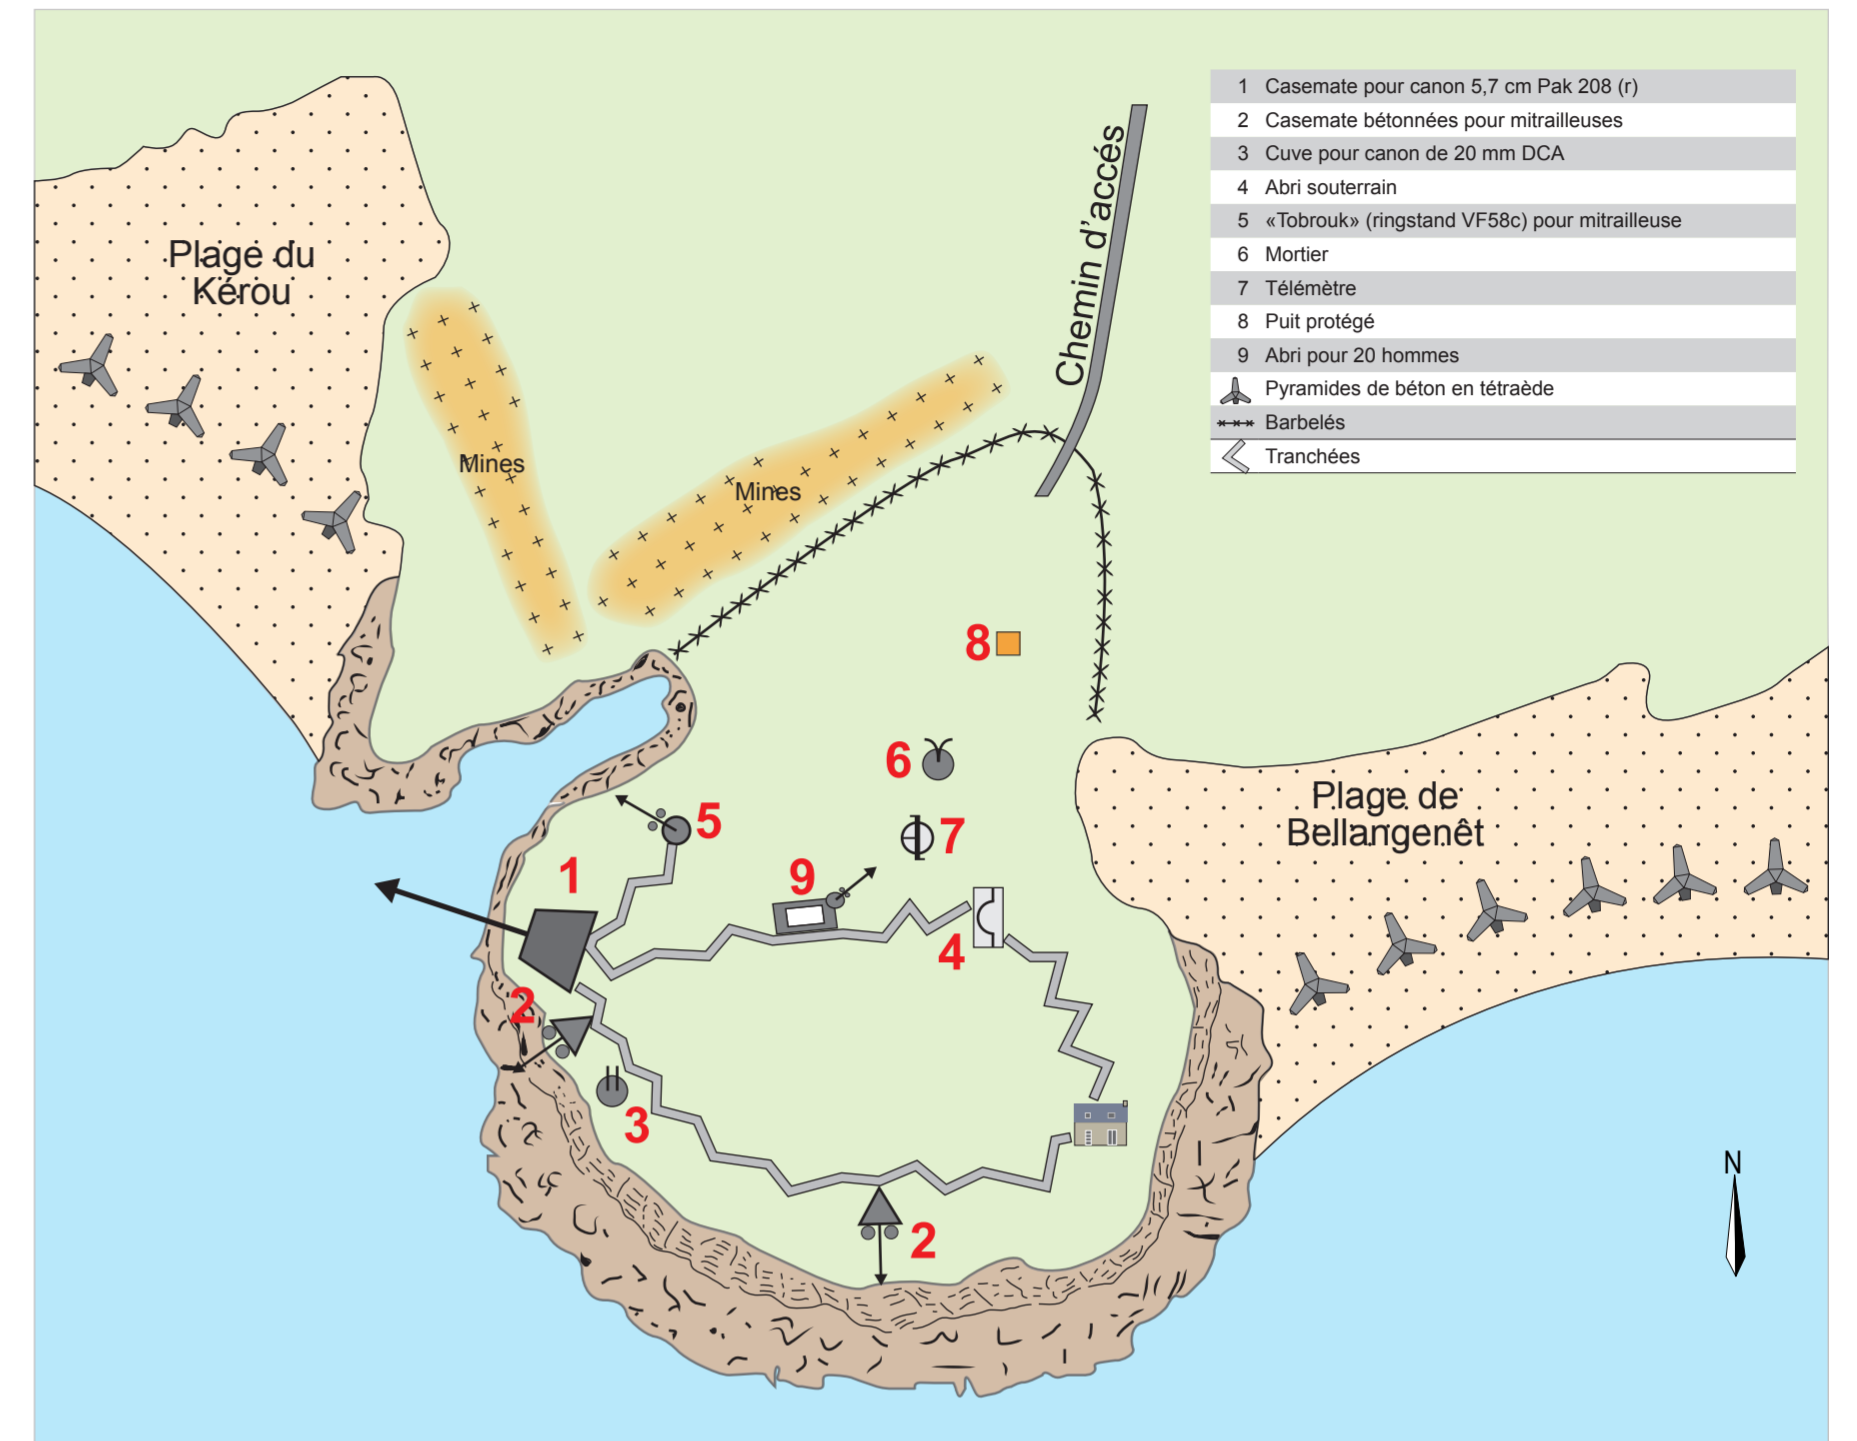 1 Casemate pour canon 5,7 cm Pak 208 (r)
2 Casemate bétonnées pour mitrailleuses
3 Cuve pour canon de 20 mm DCA
4 Abri souterrain
5 «Tobrouk» (ringstand VF58c) pour mitrailleuse
6 Mortier
7 Télémètre
8 Puit protégé
9 Abri pour 20 hommes
Pyramides de béton en tétraède
Barbelés
Tranchées
Chemin d'accés
Plage du
Kérou
Mines
Mines
8
6
7
5
1
9
4
2
3
2
Plage de
Bellangenêt
N